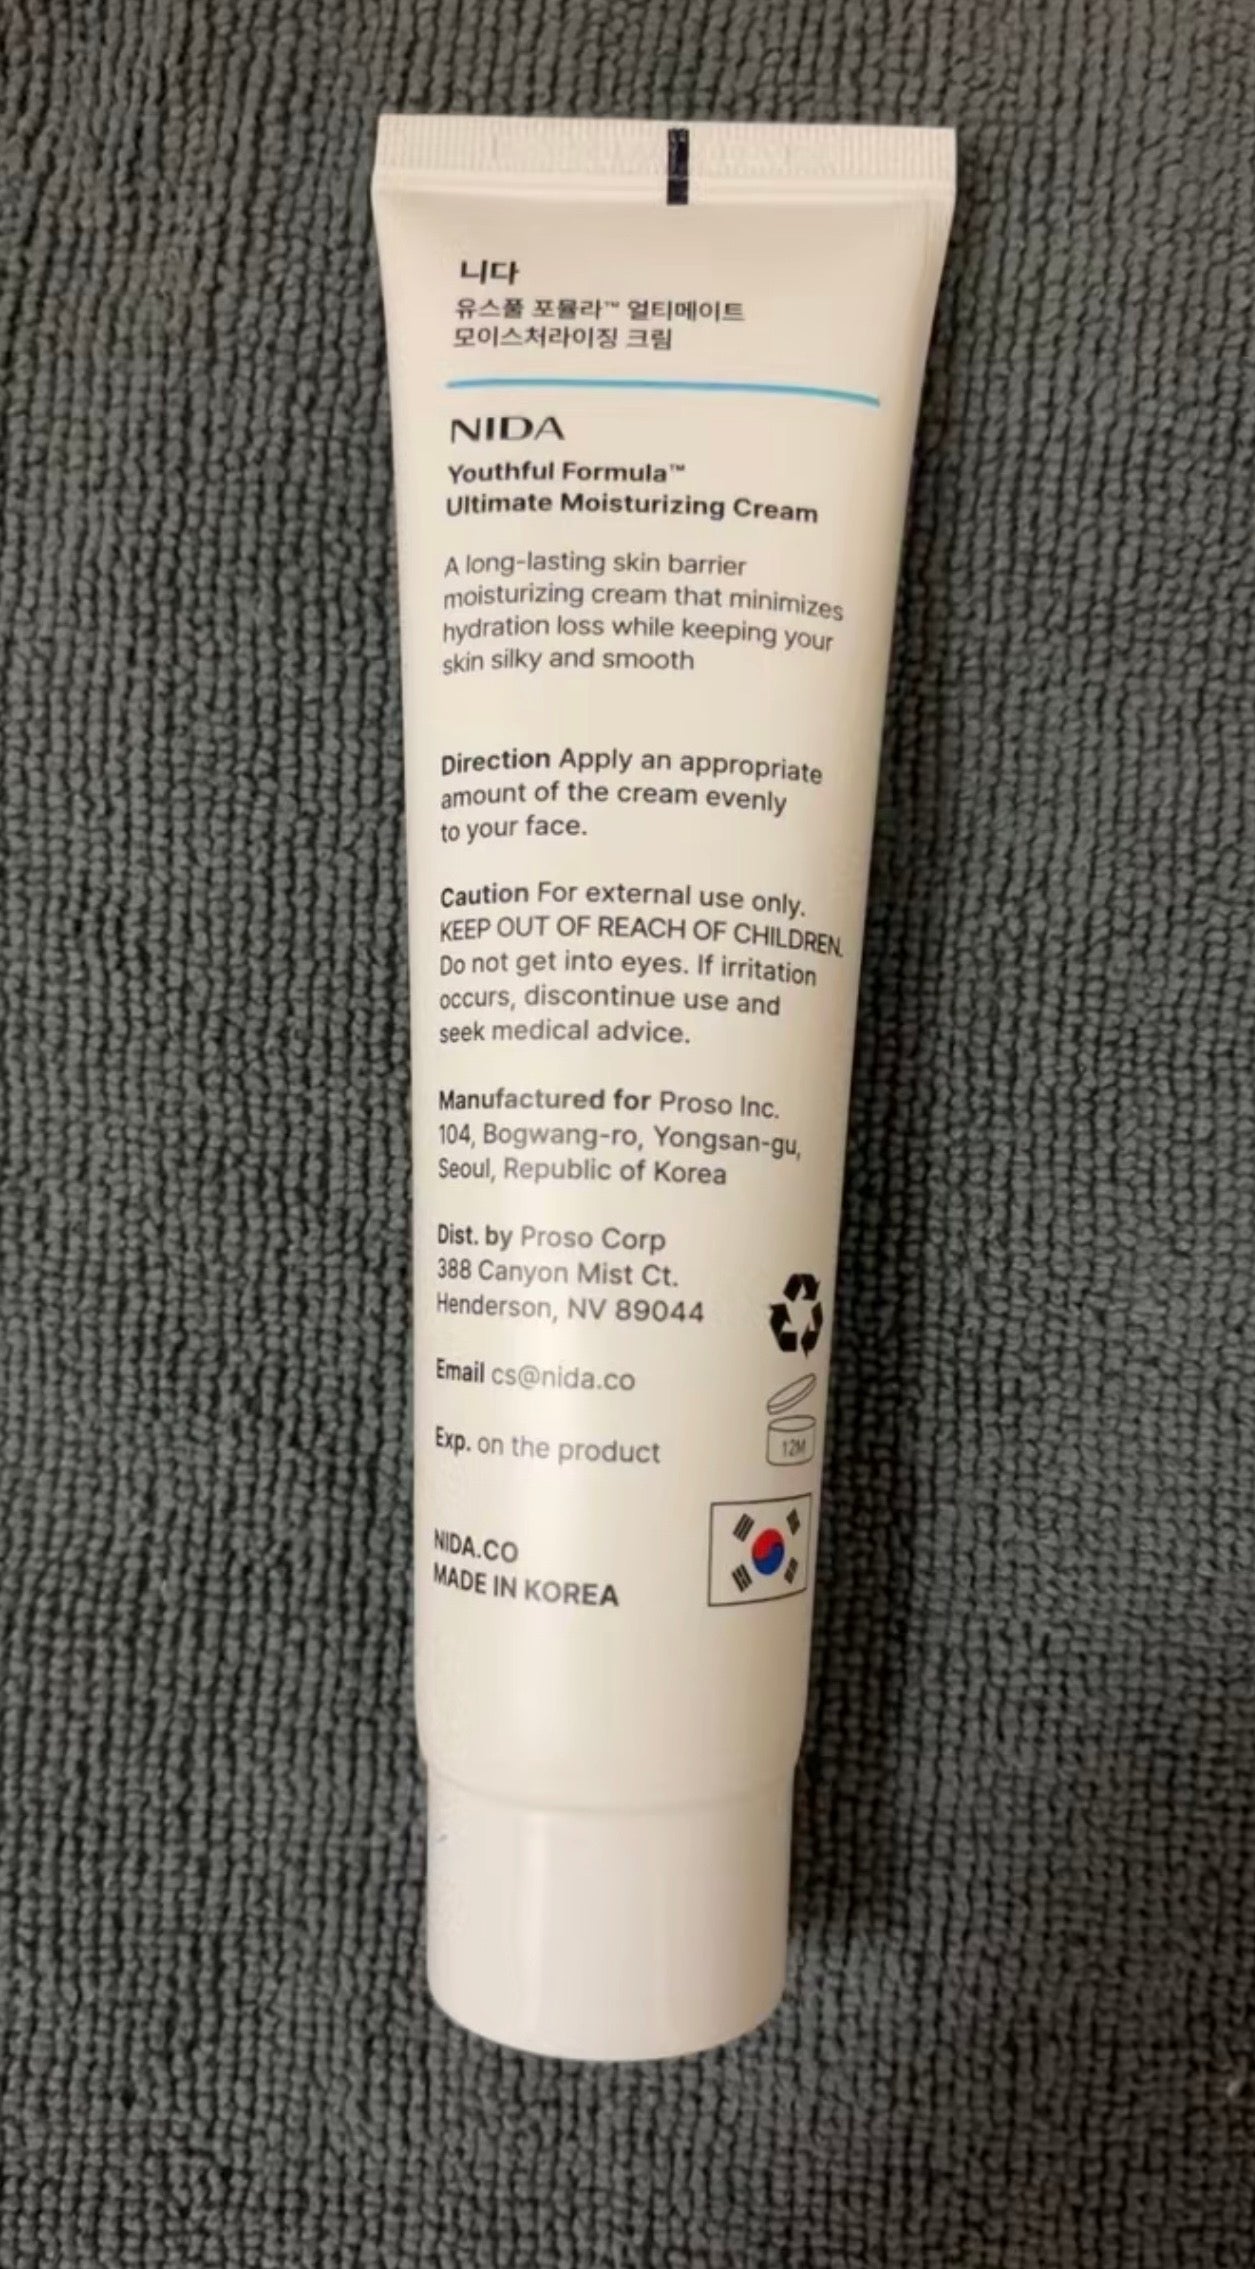 니다
유스풀 포뮬라™ 얼티메이트
모이스처라이징 크림
NIDA
Youthful Formula™
Ultimate Moisturizing Cream
A long-lasting skin barrier
moisturizing cream that minimizes
hydration loss while keeping your
skin silky and smooth
Direction Apply an appropriate
amount of the cream evenly
to your face.
Caution For external use only.
KEEP OUT OF REACH OF CHILDREN.
Do not get into eyes. If irritation
occurs, discontinue use and
seek medical advice.
Manufactured for Proso Inc.
104, Bogwang-ro, Yongsan-gu,
Seoul, Republic of Korea
Dist. by Proso Corp
388 Canyon Mist Ct.
Henderson, NV 89044
Email cs@nida.co
Exp. on the product
12M
NIDA.CO
MADE IN KOREA